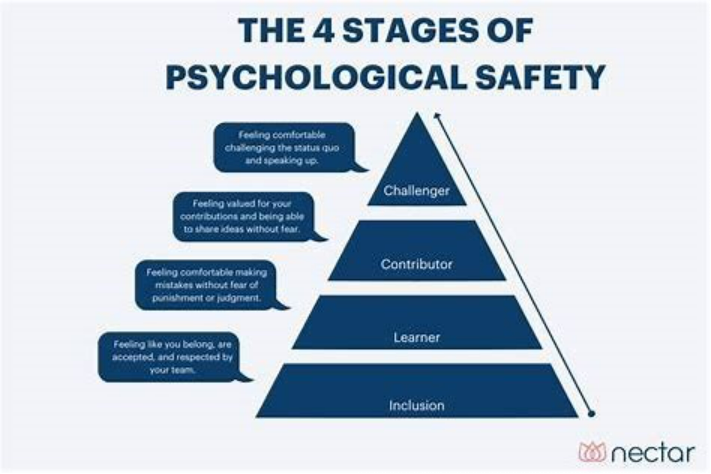 THE 4 STAGES OF
PSYCHOLOGICAL SAFETY
Feeling comfortable
challenging the status quo
and speaking up.
Challenger
Feeling valued for your
contributions and being able
to share ideas without fear.
Contributor
Feeling comfortable making
mistakes without fear of
punishment or judgment.
Learner
Feeling like you belong, are
accepted, and respected by
your team.
Inclusion
nectar